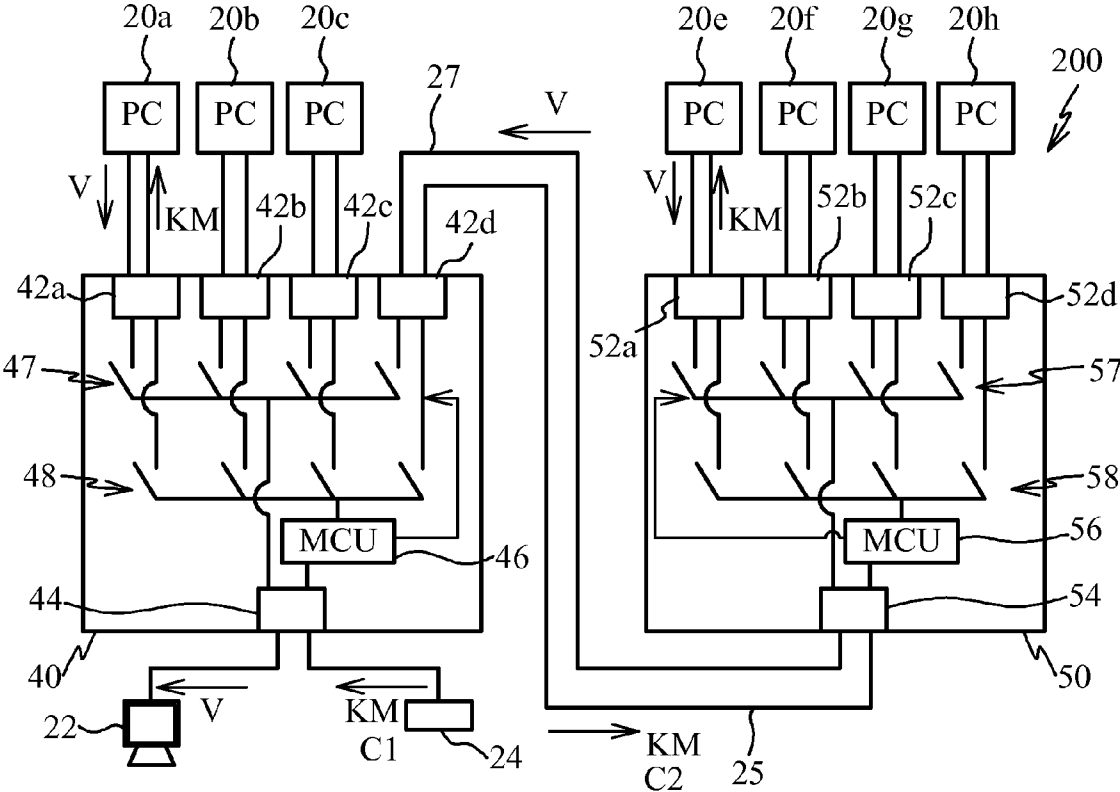 20a 20b 20c 20e 20f 20g 20h
200
27
V
PC PC PC PC PC PC PC
V KM 42b 42c 42d V KM 52b 52c
42a 52a 52d
47 57
48 58
MCU 46 MCU 56
44 54
40 50
22 V KM 24 KM 25
C1 C2